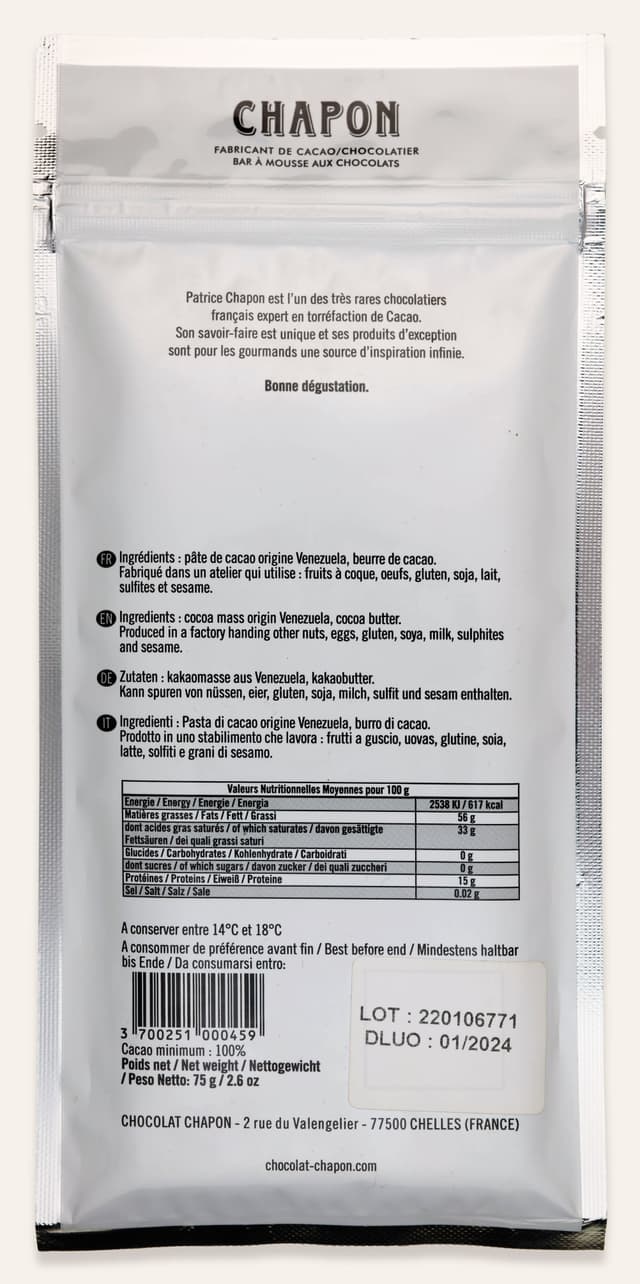 CHAPON
FABRICANT DE CACAO/CHOCOLATIER
BAR À MOUSSE AUX CHOCOLATS
Patrice Chapon est l'un des très rares chocolatiers
français expert en torréfaction de Cacao.
Son savoir-faire est unique et ses produits d'exception
sont pour les gourmands une source d'inspiration infinie.
Bonne dégustation.
FR Ingrédients : pâte de cacao origine Venezuela, beurre de cacao.
Fabriqué dans un atelier qui utilise : fruits à coque, oeufs, gluten, soja, lait,
sulfites et sesame.
EN Ingredients : cocoa mass origin Venezuela, cocoa butter.
Produced in a factory handing other nuts, eggs, gluten, soya, milk, sulphites
and sesame.
DE Zutaten : kakaomasse aus Venezuela, kakaobutter.
Kann spuren von nüssen, eier, gluten, soja, milch, sulfit und sesam enthalten.
IT Ingredienti : Pasta di cacao origine Venezuela, burro di cacao.
Prodotto in uno stabilimento che lavora : frutti a guscio, uovas, glutine, soia,
latte, solfiti e grani di sesamo.
Valeurs Nutritionnelles Moyennes pour 100 g
Energie / Energy / Energie / Energia 2538 KJ / 617 kcal
Matières grasses / Fats / Fett / Grassi 56 g
dont acides gras saturés / of which saturates / davon gesättigte 33 g
Fettsäuren / dei quali grassi saturi
Glucides / Carbohydrates / Kohlenhydrate / Carboidrati 0 g
dont sucres / of which sugars / davon zucker / dei quali zuccheri 0 g
Protéines / Proteins / Eiweiß / Proteine 15 g
Sel / Salt / Salz / Sale 0.02 g
A conserver entre 14°C et 18°C
A consommer de préférence avant fin / Best before end / Mindestens haltbar
bis Ende / Da consumarsi entro:
LOT : 220106771
DLUO : 01/2024
3 700251 000459
Cacao minimum : 100%
Poids net / Net weight / Nettogewicht
/ Peso Netto: 75 g / 2.6 oz
CHOCOLAT CHAPON - 2 rue du Valengelier - 77500 CHELLES (FRANCE)
chocolat-chapon.com